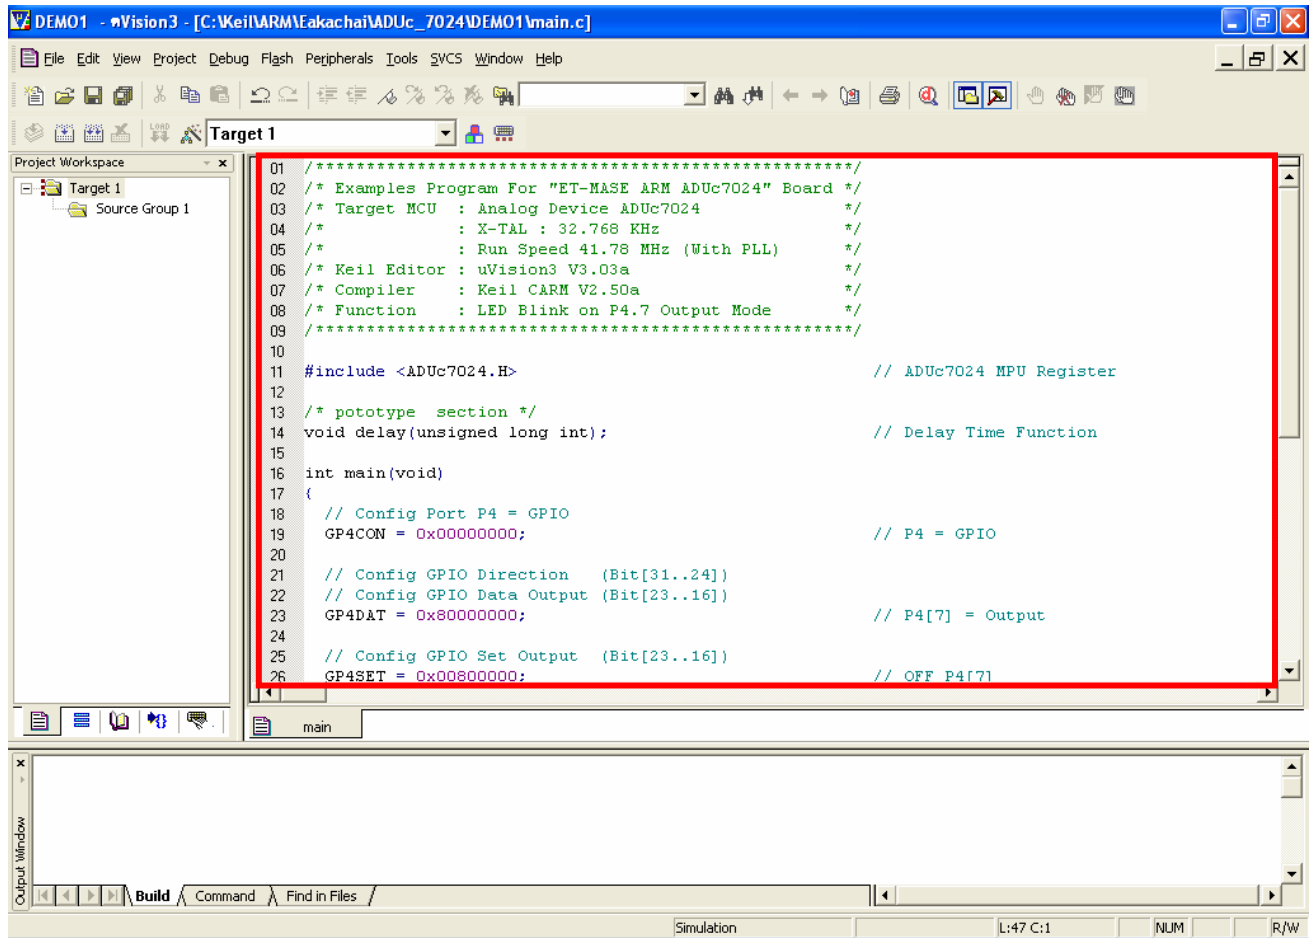 DEMO1 - חVision3 - [C:\Keil\ARM\Eakachai\ADUc_7024\DEMO1\main.c]
File Edit View Project Debug Flash Peripherals Tools SVCS Window Help
Target 1
Project Workspace
Target 1
Source Group 1
01 /*****************************************************/
02 /* Examples Program For "ET-MASE ARM ADUc7024" Board */
03 /* Target MCU : Analog Device ADUc7024 */
04 /* : X-TAL : 32.768 KHz */
05 /* : Run Speed 41.78 MHz (With PLL) */
06 /* Keil Editor : uVision3 V3.03a */
07 /* Compiler : Keil CARM V2.50a */
08 /* Function : LED Blink on P4.7 Output Mode */
09 /*****************************************************/
10
11 #include <ADUc7024.H> // ADUc7024 MPU Register
12
13 /* pototype section */
14 void delay(unsigned long int); // Delay Time Function
15
16 int main(void)
17 {
18 // Config Port P4 = GPIO
19 GP4CON = 0x00000000; // P4 = GPIO
20
21 // Config GPIO Direction (Bit[31..24])
22 // Config GPIO Data Output (Bit[23..16])
23 GP4DAT = 0x80000000; // P4[7] = Output
24
25 // Config GPIO Set Output (Bit[23..16])
26 GP4SET = 0x00800000; // OFF P4[7]
main
Output Window
Build Command Find in Files
Simulation L:47 C:1 NUM R/W